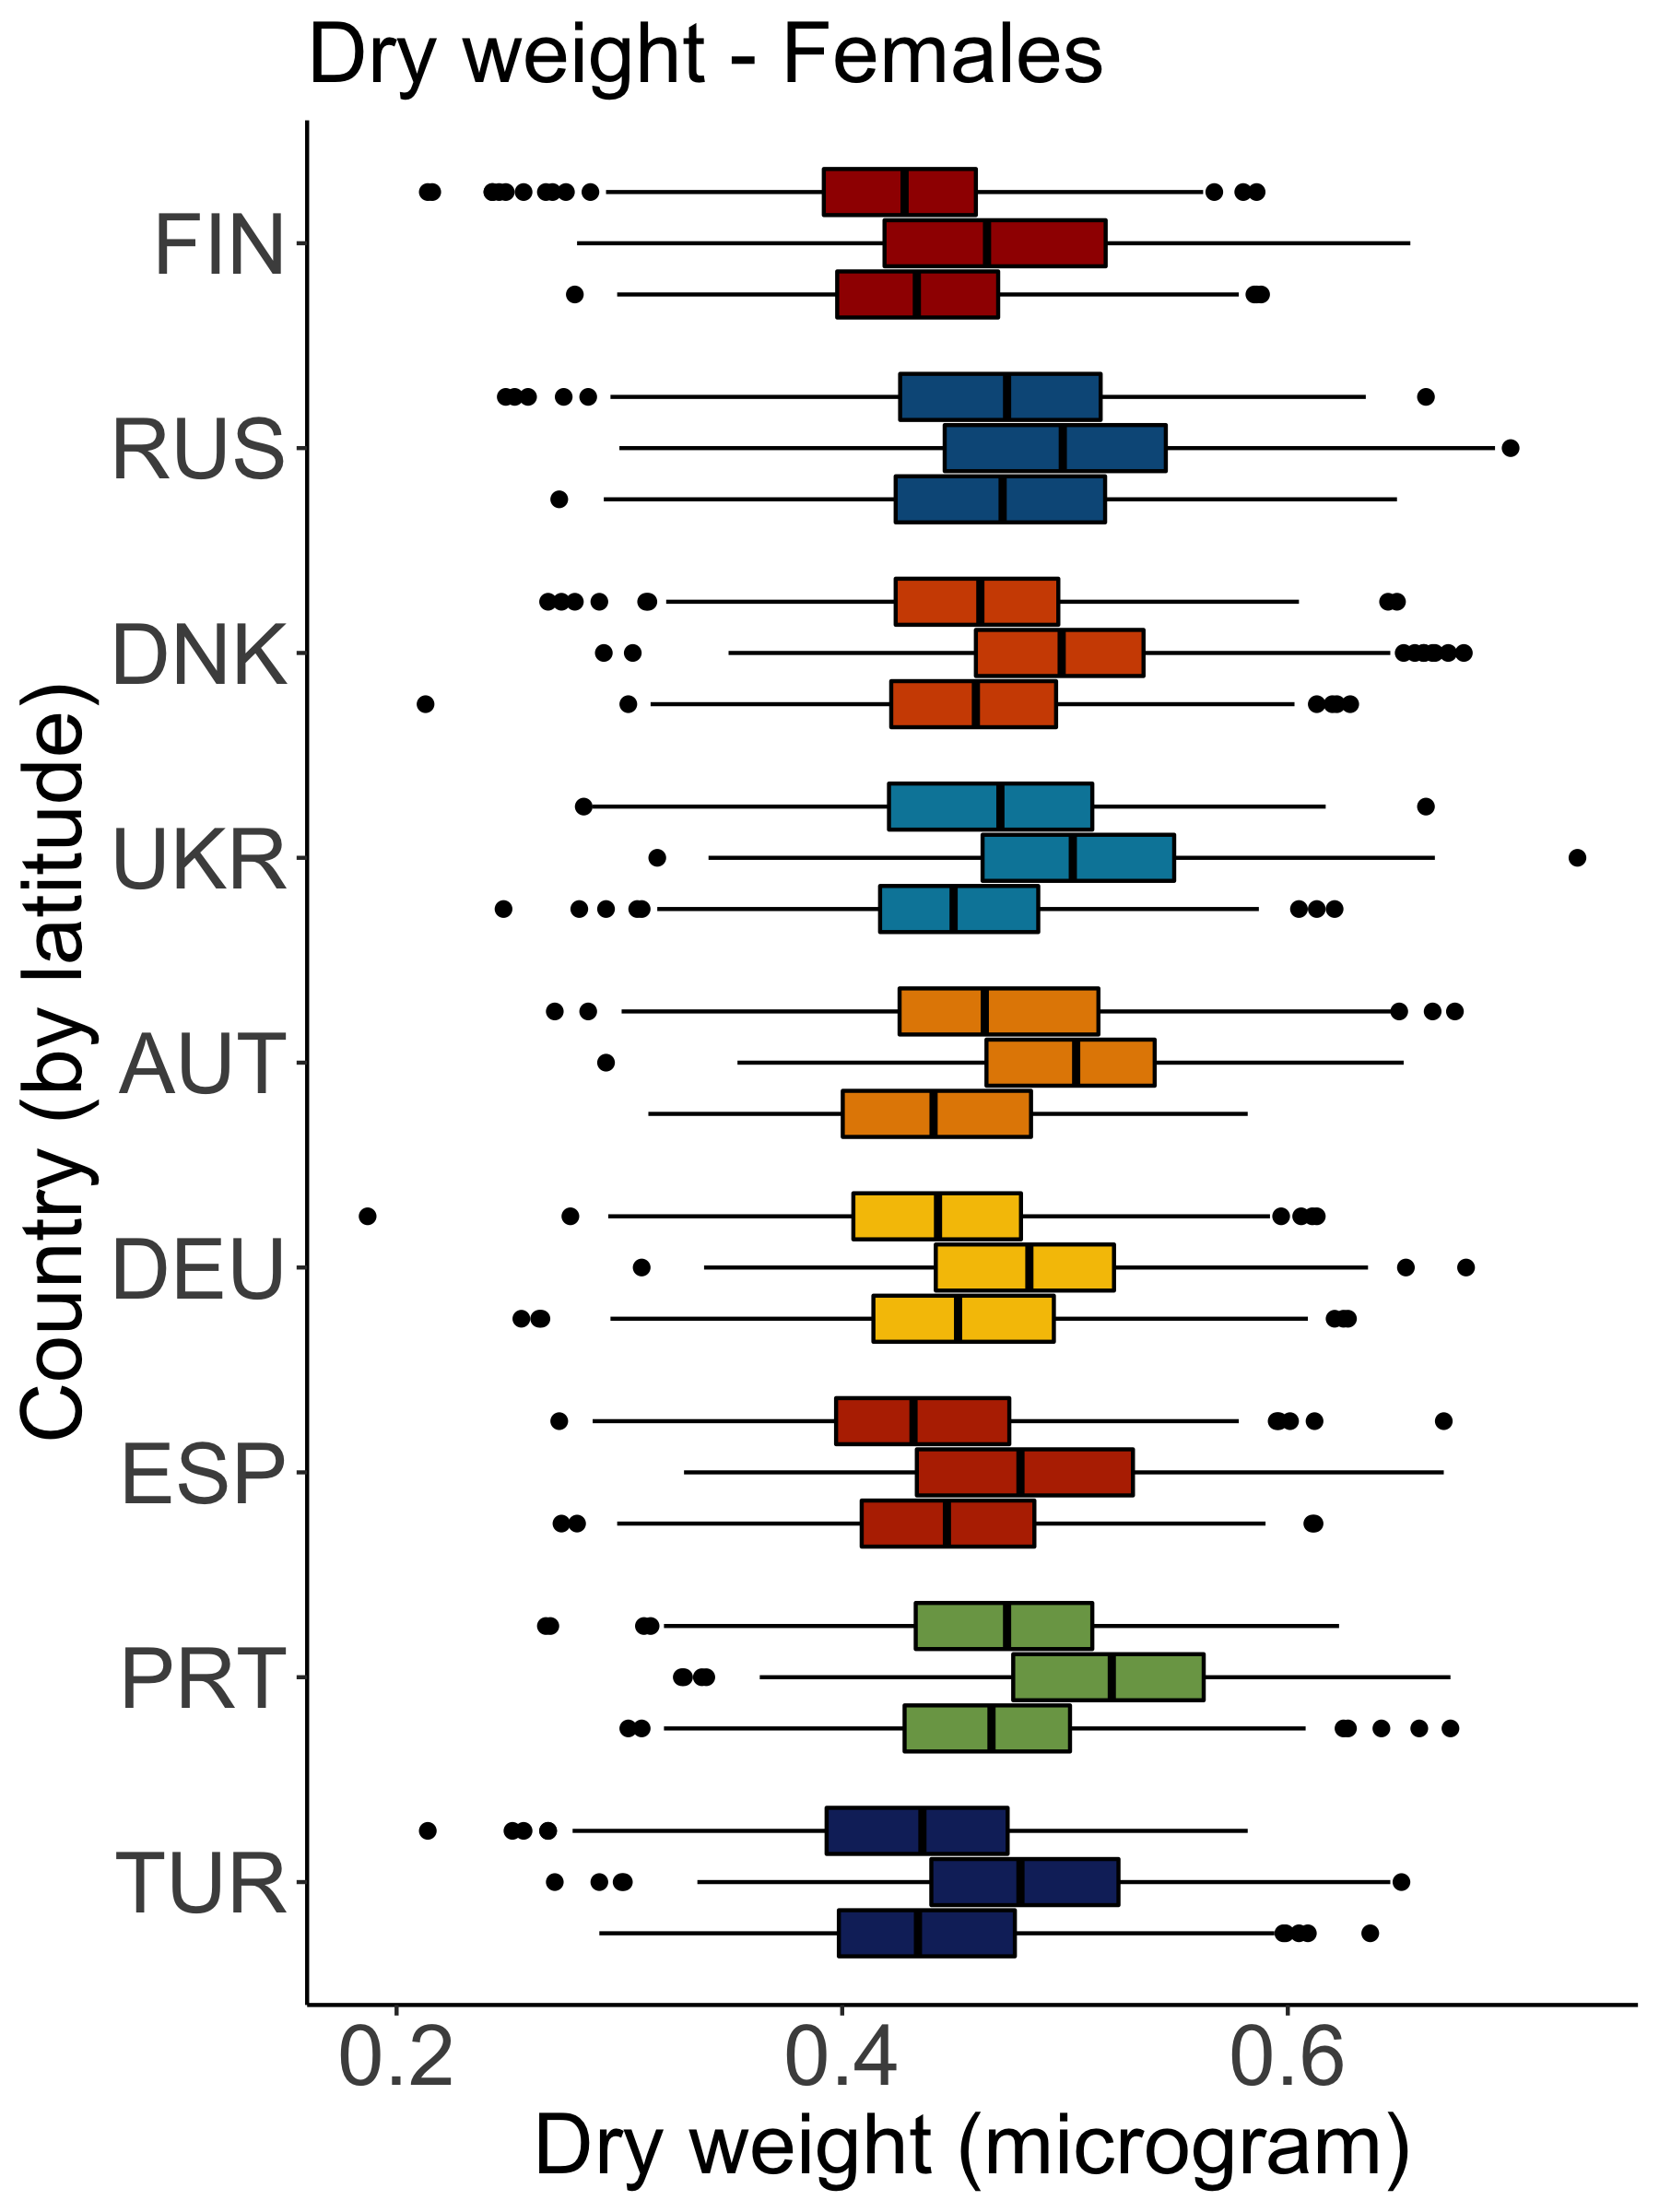 Dry weight - Females
Country (by latitude)
FIN
RUS
DNK
UKR
AUT
DEU
ESP
PRT
TUR
0.2 0.4 0.6
Dry weight (microgram)